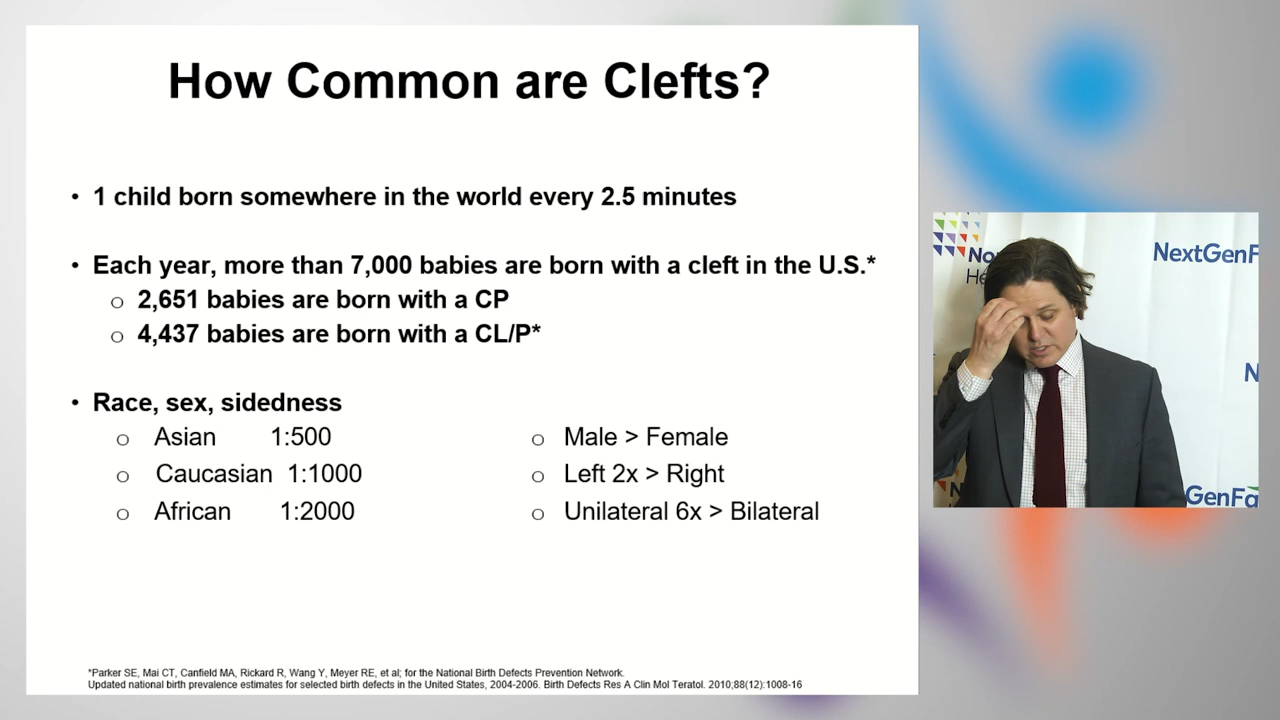 How Common are Clefts?
• 1 child born somewhere in the world every 2.5 minutes
• Each year, more than 7,000 babies are born with a cleft in the U.S.*
o 2,651 babies are born with a CP
o 4,437 babies are born with a CL/P*
• Race, sex, sidedness
o Asian 1:500
o Caucasian 1:1000
o African 1:2000
o Male > Female
o Left 2x > Right
o Unilateral 6x > Bilateral
*Parker SE, Mai CT, Canfield MA, Rickard R, Wang Y, Meyer RE, et al; for the National Birth Defects Prevention Network.
Updated national birth prevalence estimates for selected birth defects in the United States, 2004-2006. Birth Defects Res A Clin Mol Teratol. 2010;88(12):1008-16
No
He
NextGenF
N
GenFa